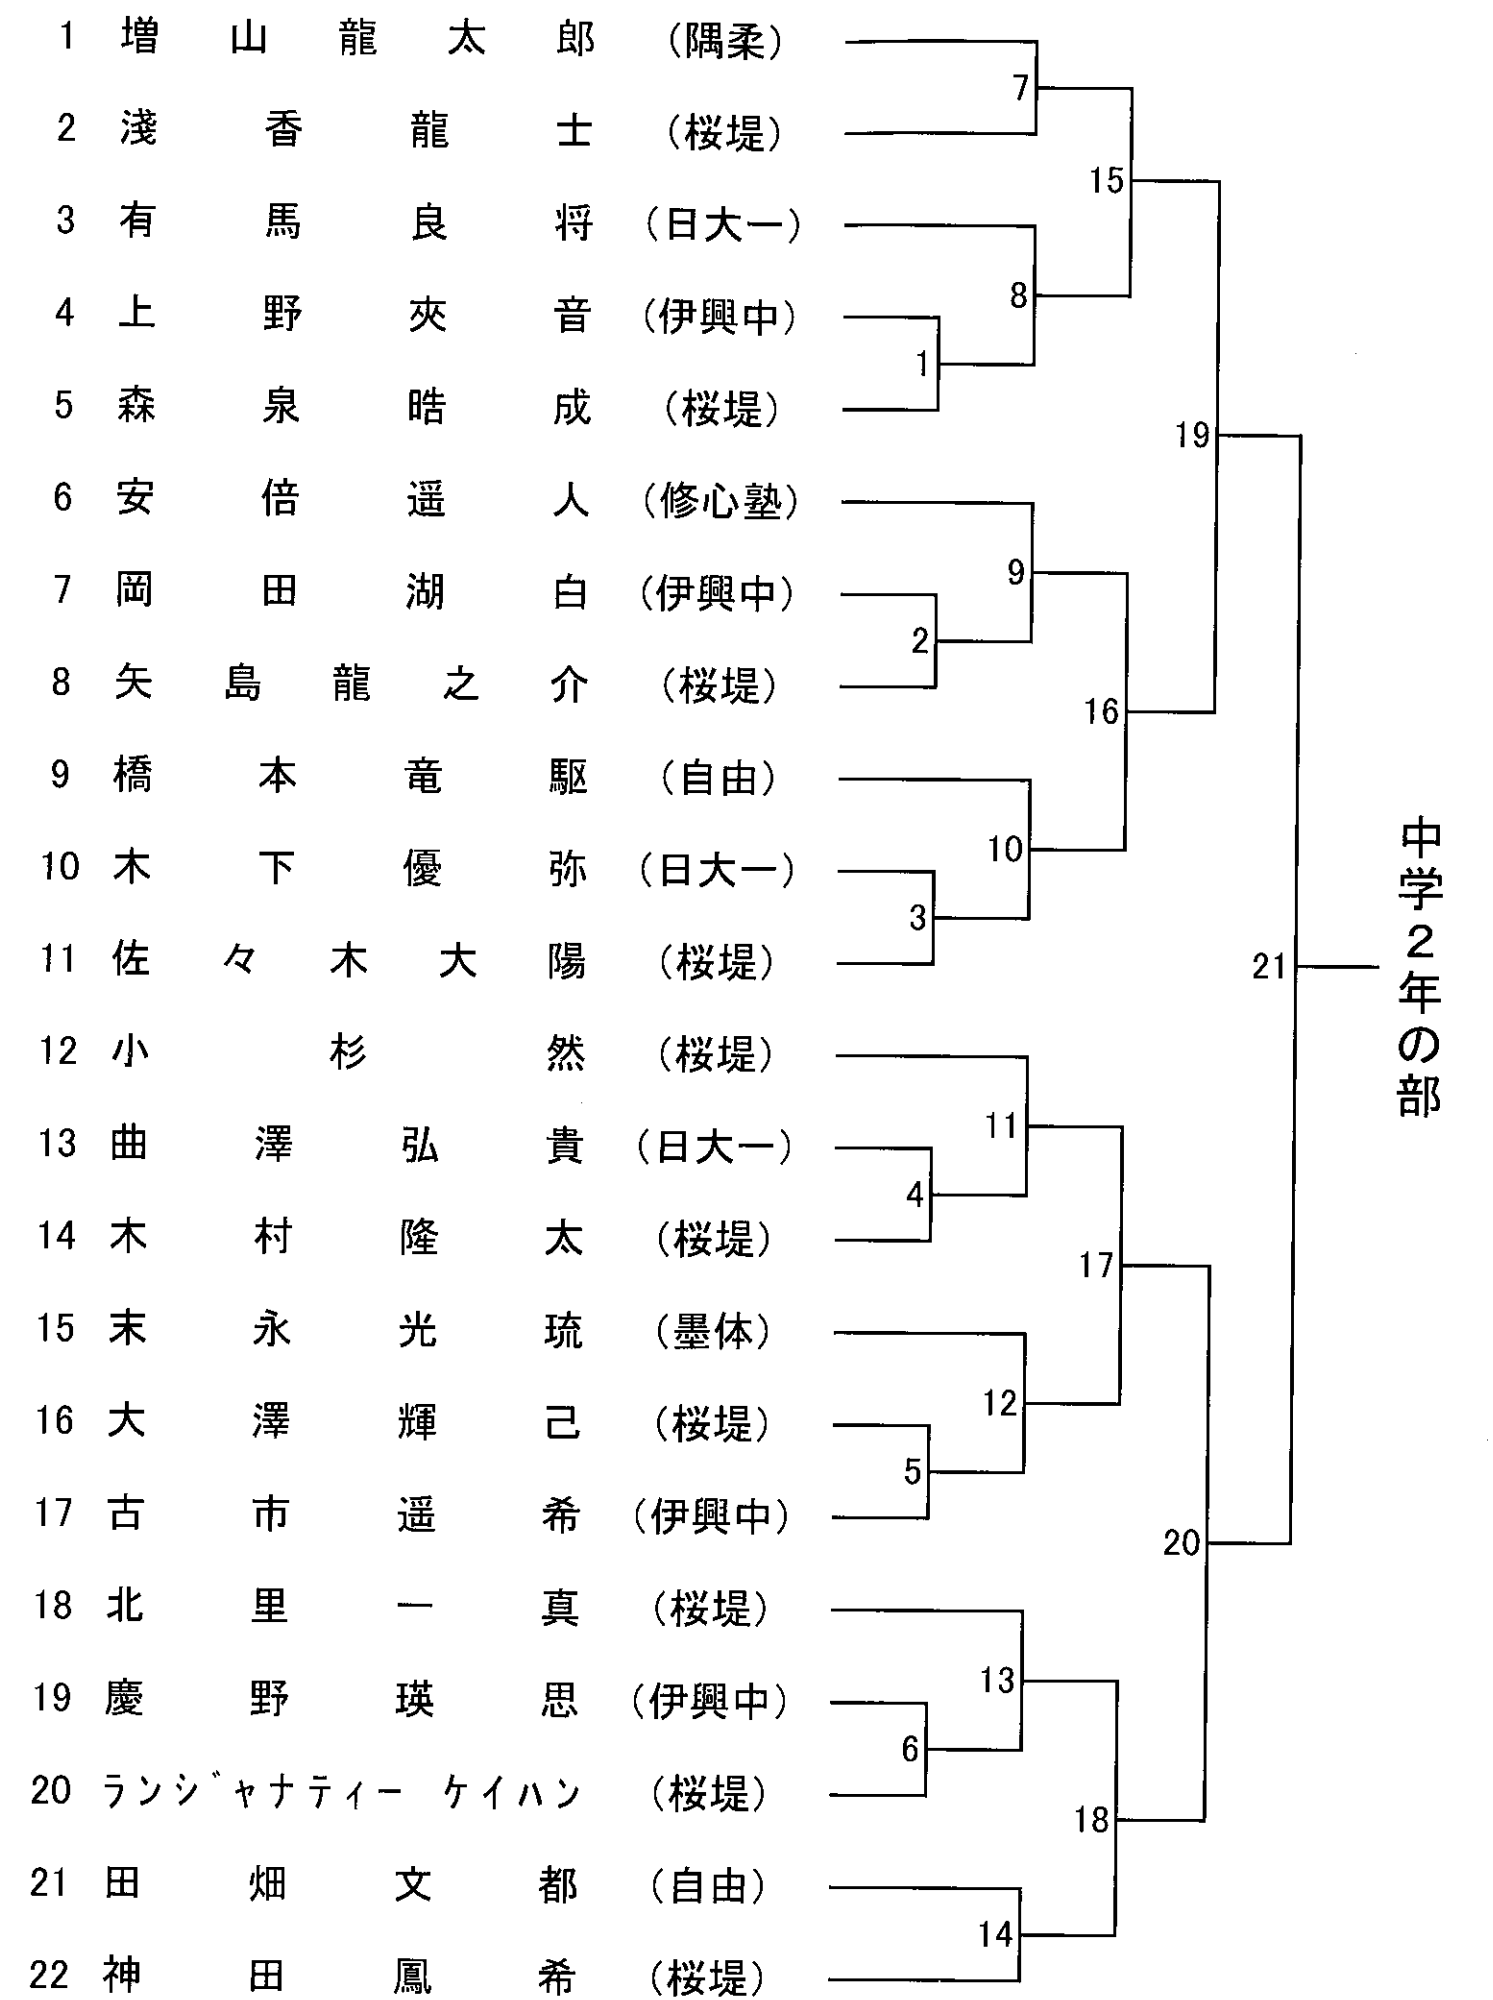 1 増山龍太郎 (隅柔)
2 淺香龍士 (桜堤)
3 有馬良将 (日大一)
4 上野夾音 (伊興中)
5 森泉晧成 (桜堤)
6 安倍遥人 (修心塾)
7 岡田湖白 (伊興中)
8 矢島龍之介 (桜堤)
9 橋本竜駆 (自由)
10 木下優弥 (日大一)
11 佐々木大陽 (桜堤)
12 小杉然 (桜堤)
13 曲澤弘貴 (日大一)
14 木村隆太 (桜堤)
15 末永光琉 (墨体)
16 大澤輝己 (桜堤)
17 古市遥希 (伊興中)
18 北里一真 (桜堤)
19 慶野瑛思 (伊興中)
20 ランジャナティー ケイハン (桜堤)
21 田畑文都 (自由)
22 神田鳳希 (桜堤)
1
2
3
4
5
6
7
8
9
10
11
12
13
14
15
16
17
18
19
20
21
中学2年の部